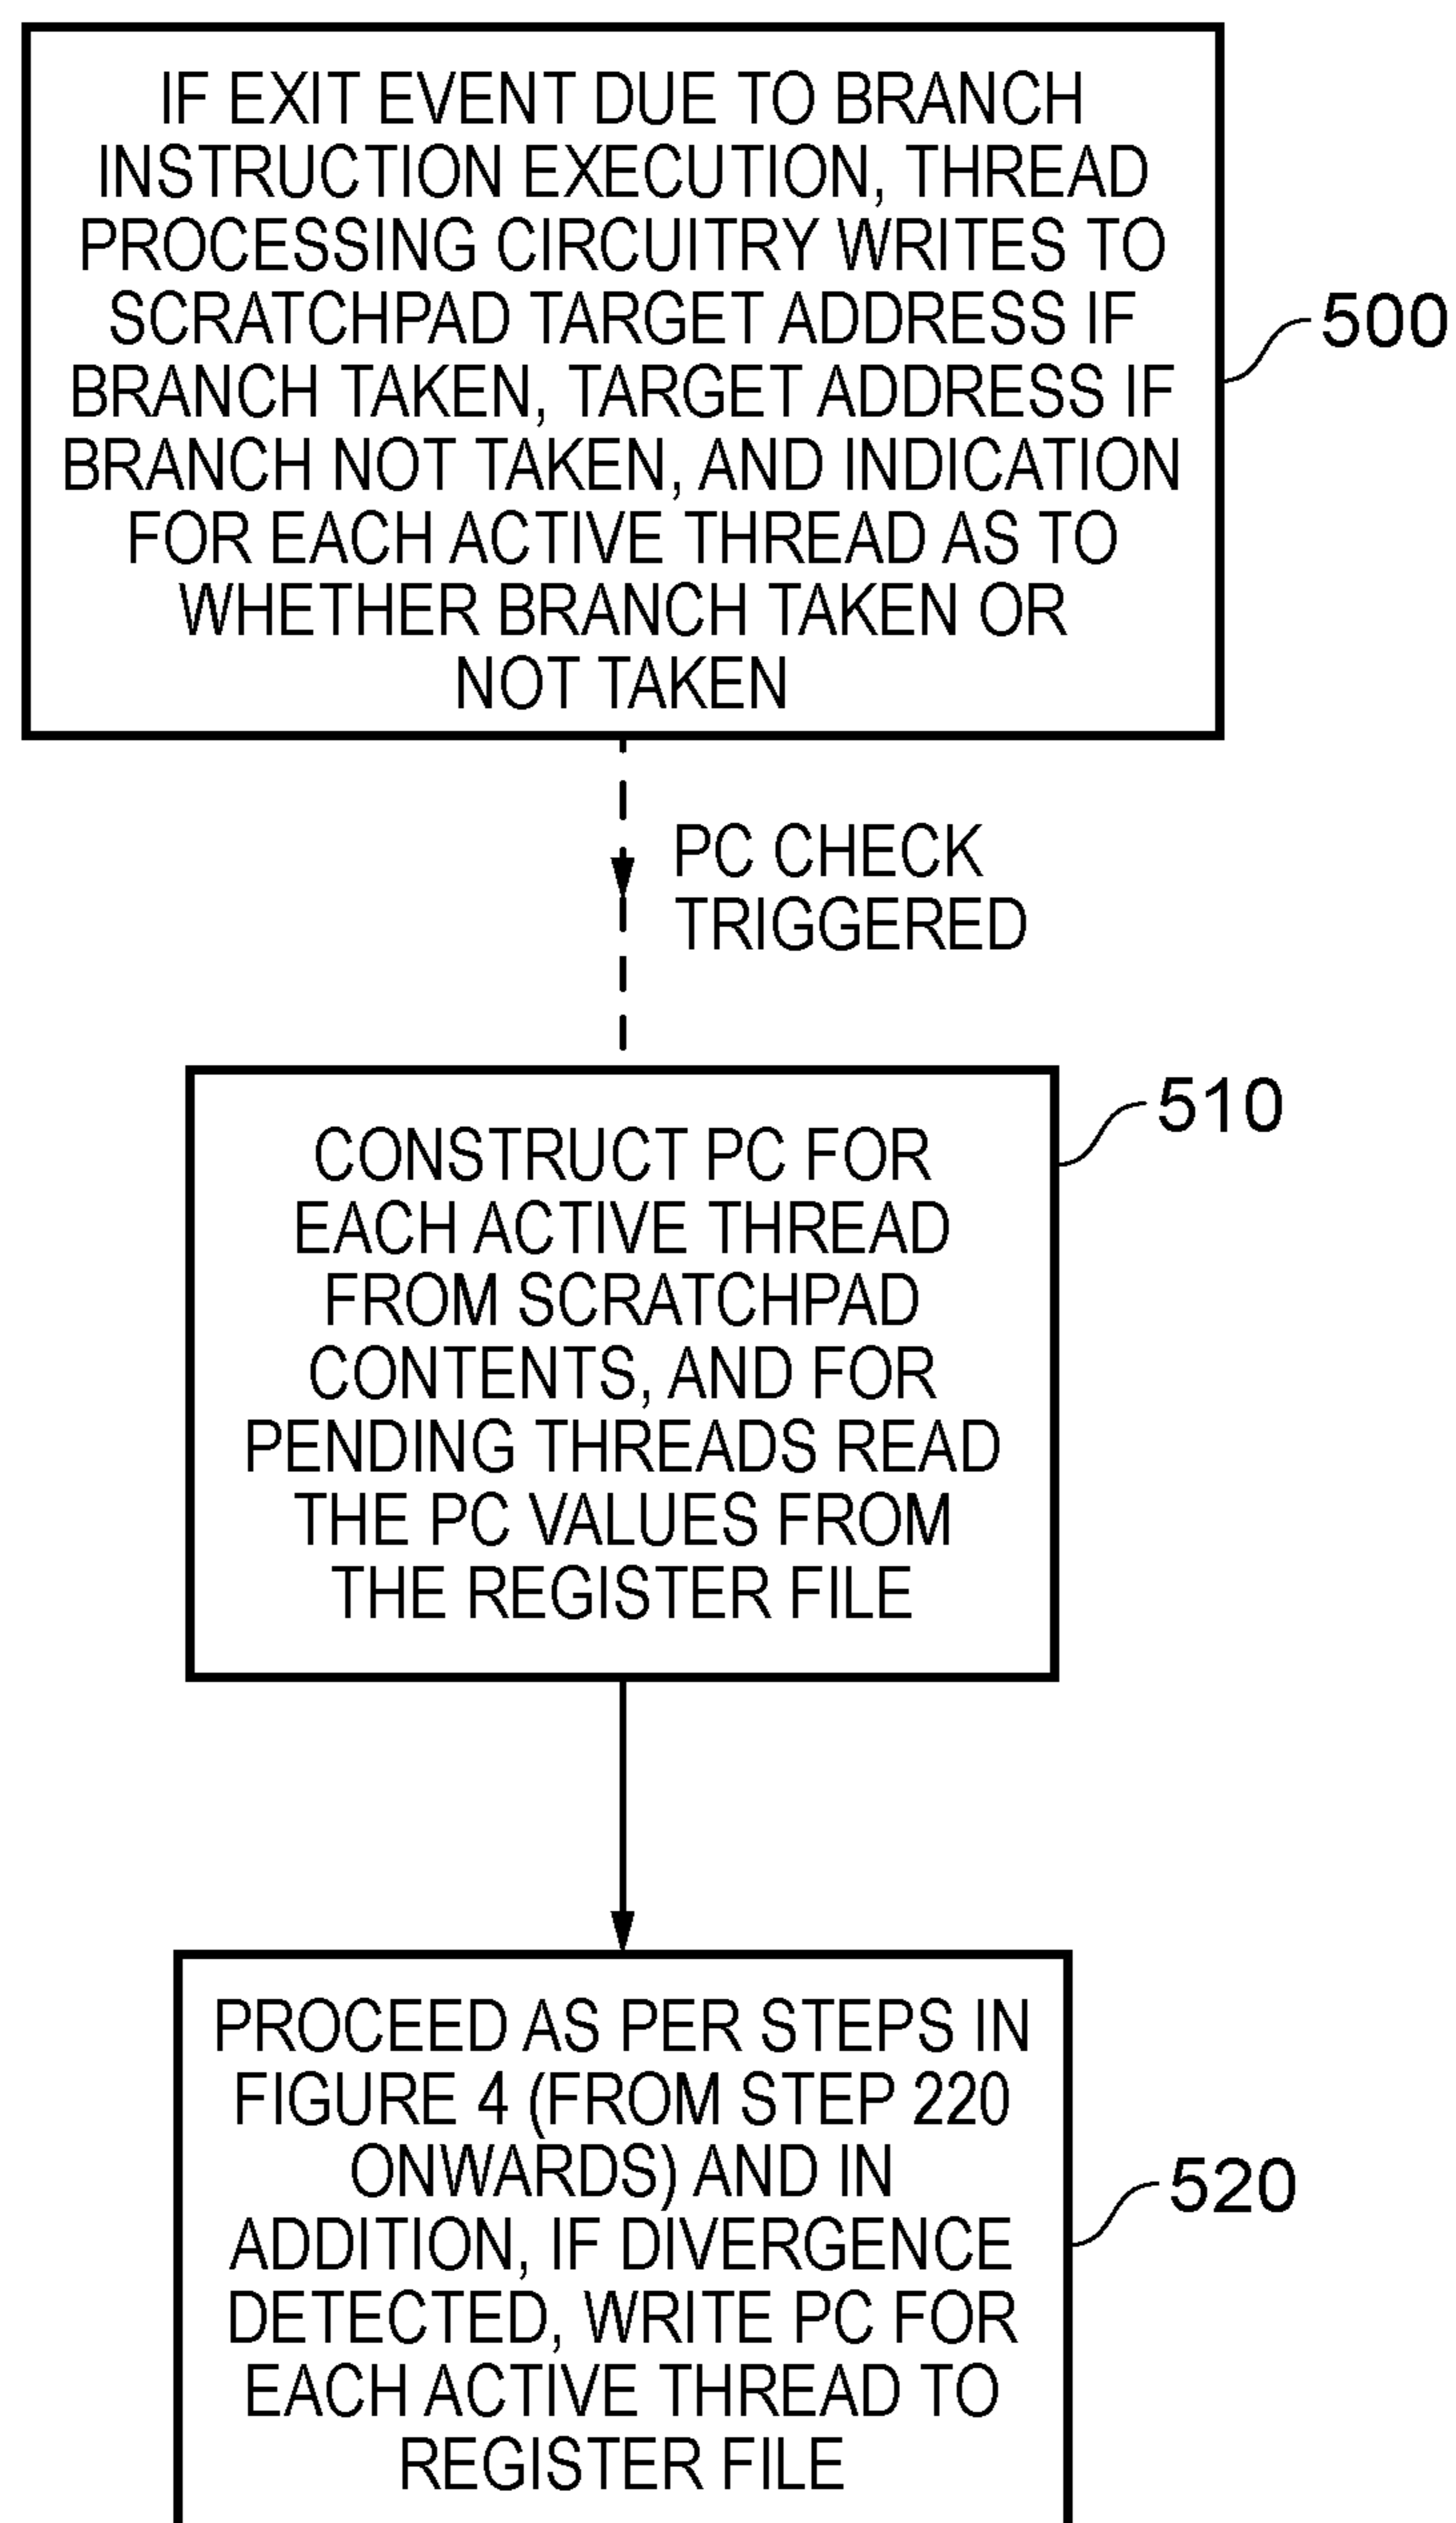 IF EXIT EVENT DUE TO BRANCH
INSTRUCTION EXECUTION, THREAD
PROCESSING CIRCUITRY WRITES TO
SCRATCHPAD TARGET ADDRESS IF
BRANCH TAKEN, TARGET ADDRESS IF
BRANCH NOT TAKEN, AND INDICATION
FOR EACH ACTIVE THREAD AS TO
WHETHER BRANCH TAKEN OR
NOT TAKEN
500
PC CHECK
TRIGGERED
510
CONSTRUCT PC FOR
EACH ACTIVE THREAD
FROM SCRATCHPAD
CONTENTS, AND FOR
PENDING THREADS READ
THE PC VALUES FROM
THE REGISTER FILE
PROCEED AS PER STEPS IN
FIGURE 4 (FROM STEP 220
ONWARDS) AND IN
ADDITION, IF DIVERGENCE
DETECTED, WRITE PC FOR
EACH ACTIVE THREAD TO
REGISTER FILE
520